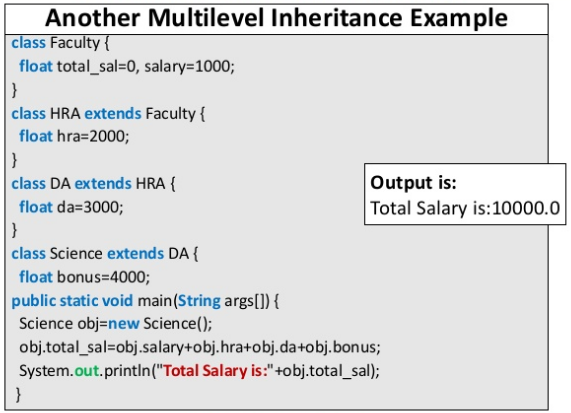 Another Multilevel Inheritance Example
class Faculty {
float total_sal=0, salary=1000;
}
class HRA extends Faculty {
float hra=2000;
}
class DA extends HRA {
float da=3000;
}
class Science extends DA {
float bonus=4000;
public static void main(String args[]) {
Science obj=new Science();
obj.total_sal=obj.salary+obj.hra+obj.da+obj.bonus;
System.out.println("Total Salary is:"+obj.total_sal);
}
Output is:
Total Salary is:10000.0